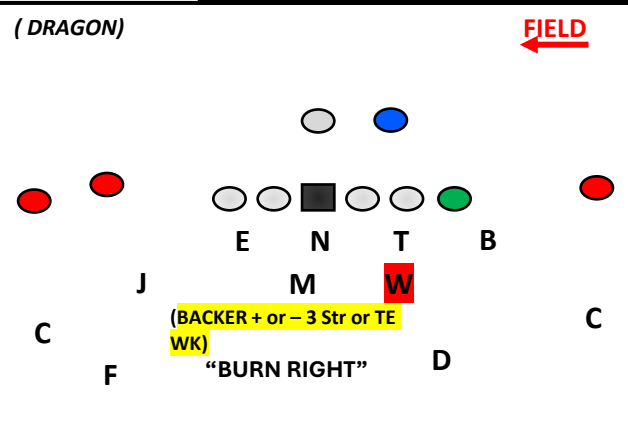 ( DRAGON)
FIELD
E N T B
J M W
(BACKER + or – 3 Str or TE
WK)
C C
"BURN RIGHT" D
F